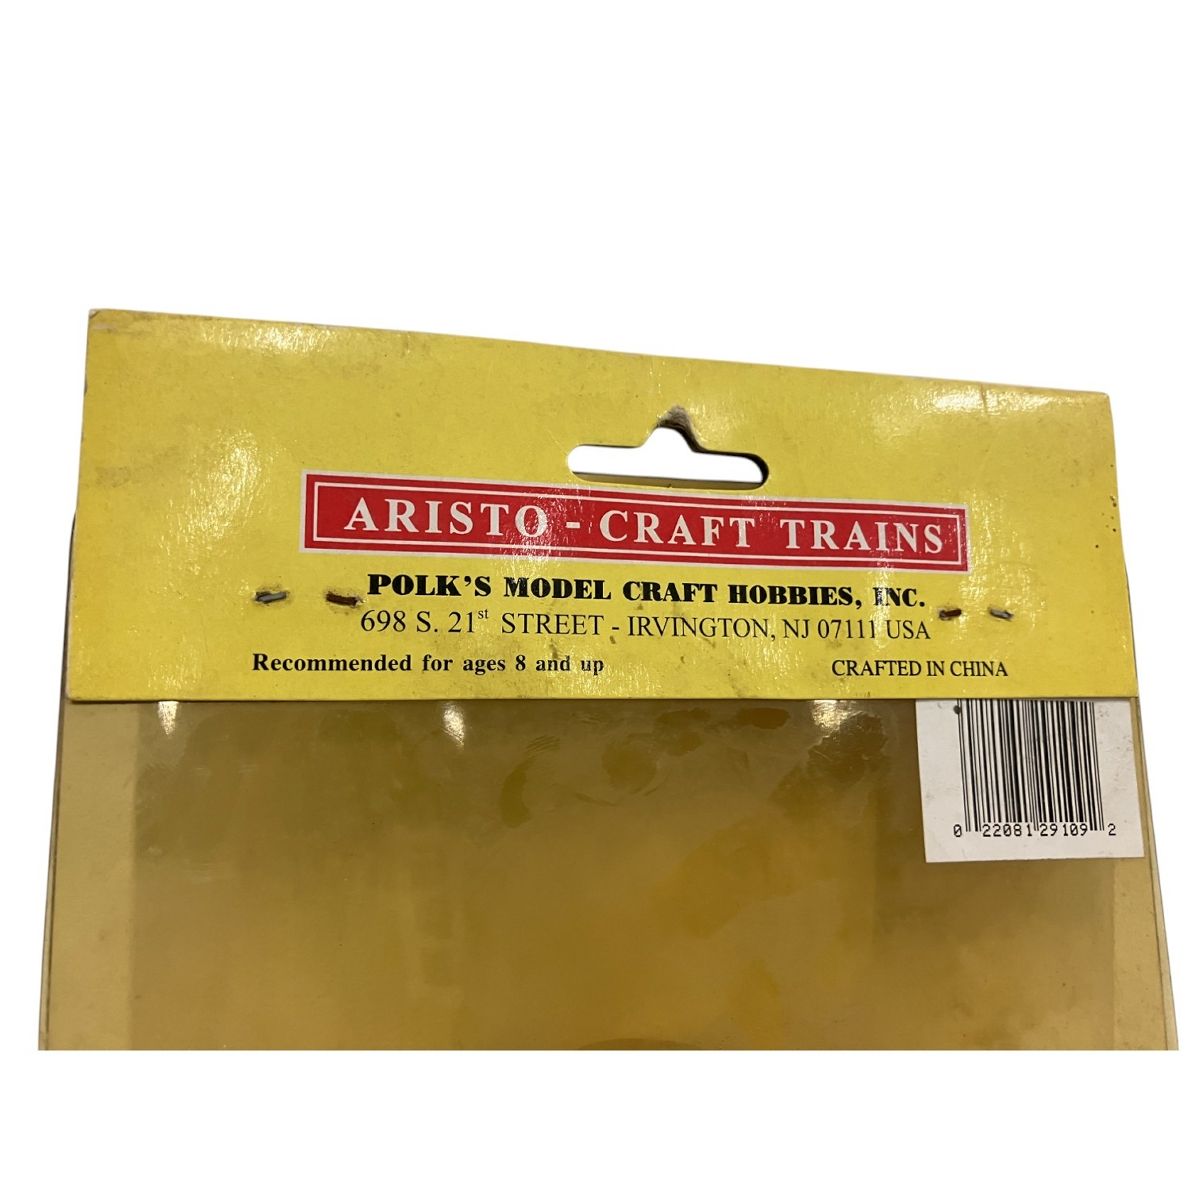 ARISTO - CRAFT TRAINS
POLK'S MODEL CRAFT HOBBIES, INC.
698 S. 21st STREET - IRVINGTON, NJ 07111 USA
Recommended for ages 8 and up
CRAFTED IN CHINA
0 22081 29109 2